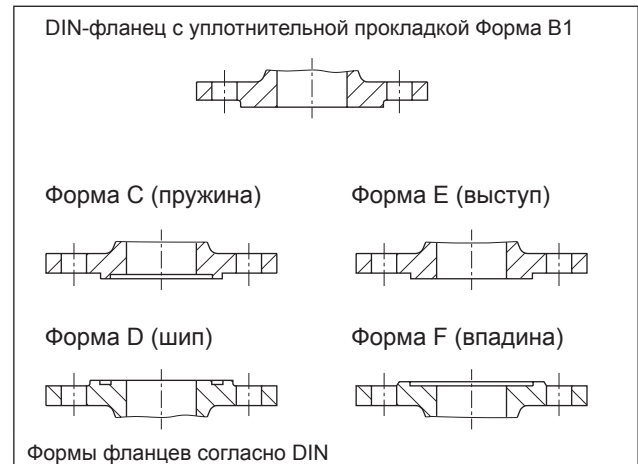 DIN-фланец с уплотнительной прокладкой Форма B1
Форма C (пружина)
Форма E (выступ)
Форма D (шип)
Форма F (впадина)
Формы фланцев согласно DIN